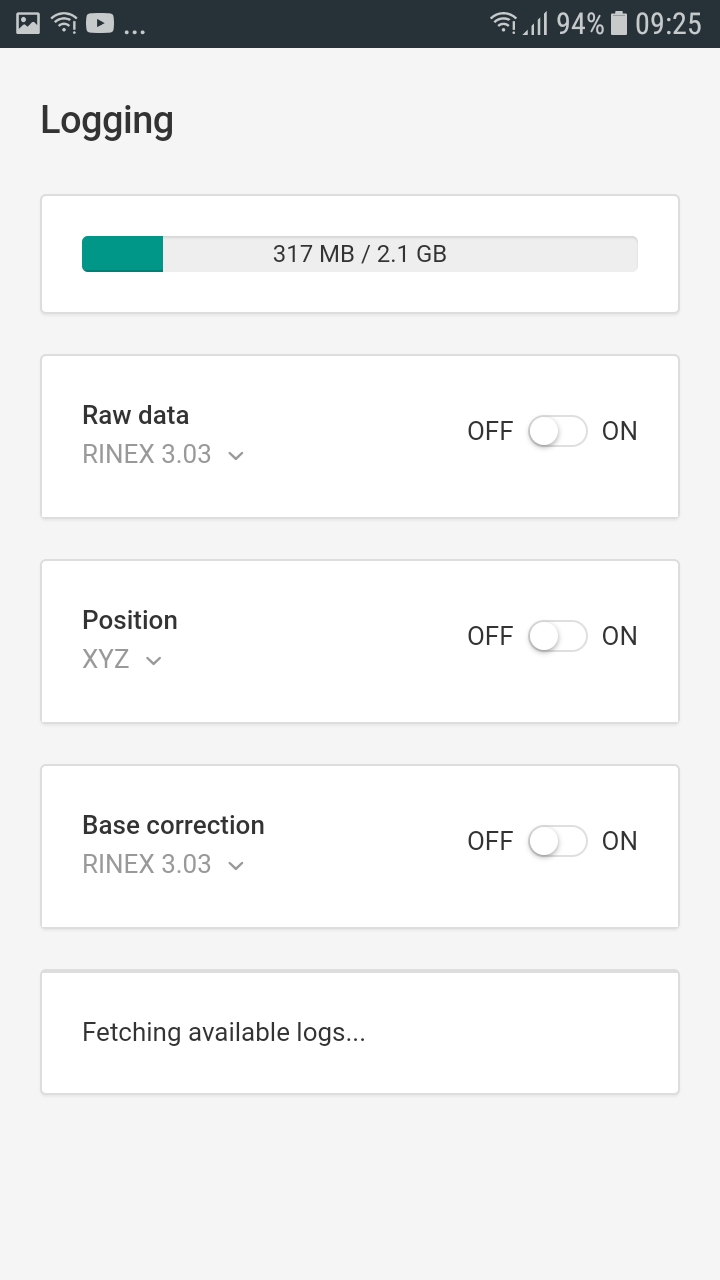 ... 94% 09:25
Logging
317 MB / 2.1 GB
Raw data
RINEX 3.03
OFF ON
Position
XYZ
OFF ON
Base correction
RINEX 3.03
OFF ON
Fetching available logs...